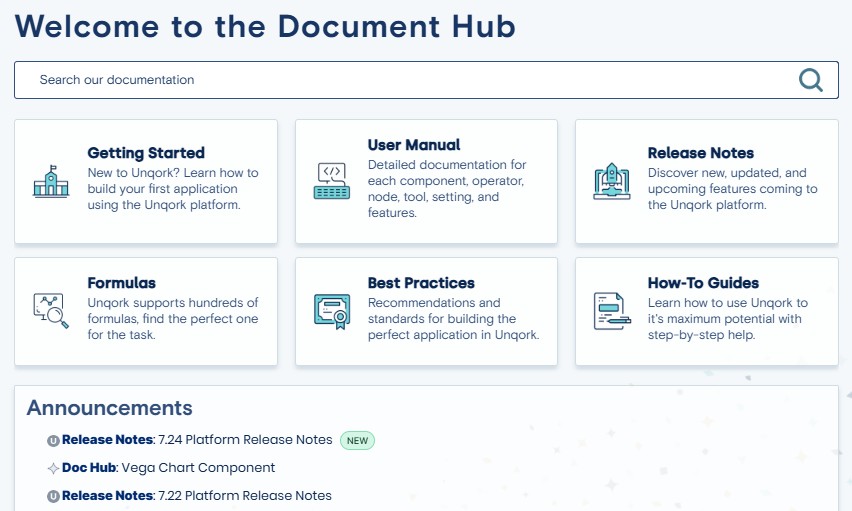 Welcome to the Document Hub
Search our documentation
Getting Started
New to Unqork? Learn how to
build your first application
using the Unqork platform.
User Manual
</>
Detailed documentation for
each component, operator,
node, tool, setting, and
features.
Release Notes
Discover new, updated, and
upcoming features coming to
the Unqork platform.
Formulas
Unqork supports hundreds of
formulas, find the perfect one
for the task.
Best Practices
Recommendations and
standards for building the
perfect application in Unqork.
How-To Guides
Learn how to use Unqork to
it's maximum potential with
step-by-step help.
Announcements
U Release Notes: 7.24 Platform Release Notes NEW
Doc Hub: Vega Chart Component
U Release Notes: 7.22 Platform Release Notes